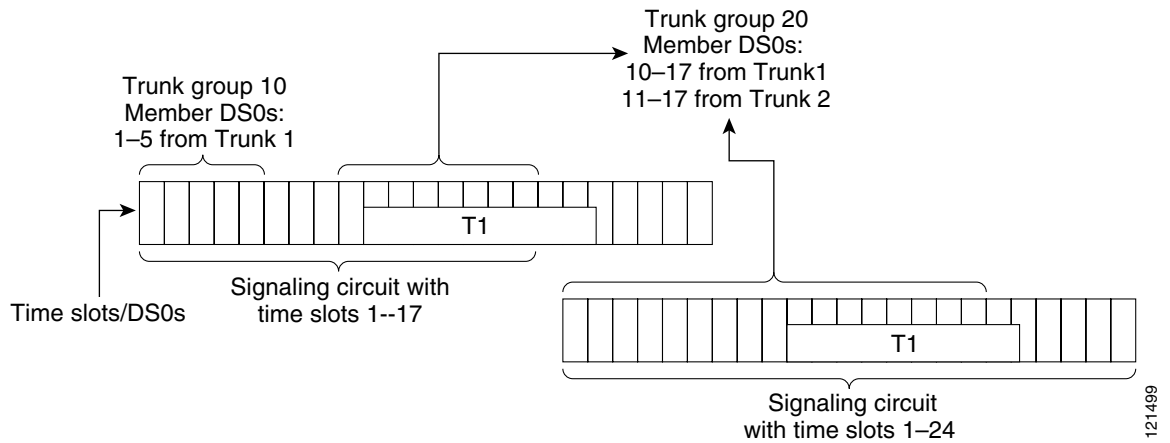 Trunk group 20
Member DS0s:
10–17 from Trunk1
11–17 from Trunk 2
Trunk group 10
Member DS0s:
1–5 from Trunk 1
T1
Signaling circuit with
time slots 1--17
Time slots/DS0s
T1
Signaling circuit
with time slots 1–24
121499